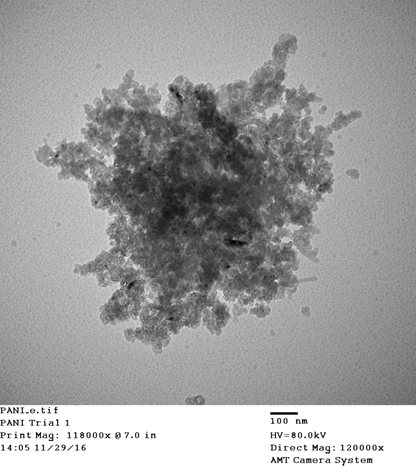 PANI_e.tif
PANI Trial 1
Print Mag: 118000x @ 7.0 in
14:05 11/29/16
100 nm
HV=80.0kV
Direct Mag: 120000x
AMT Camera System